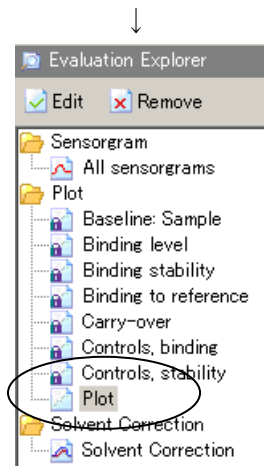 ↓
Evaluation Explorer
Edit Remove
Sensorgram
All sensorgrams
Plot
Baseline: Sample
Binding level
Binding stability
Binding to reference
Carry-over
Controls, binding
Controls, stability
Plot
Solvent Correction
Solvent Correction